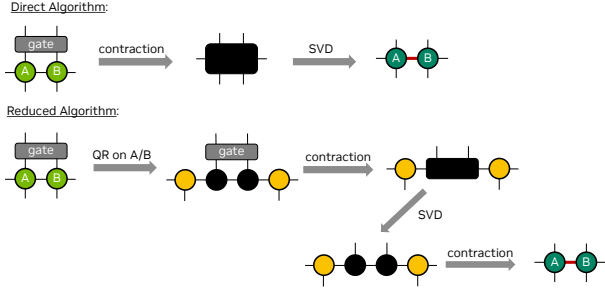 Direct Algorithm:
gate
A B
contraction
SVD
A B
Reduced Algorithm:
gate
A B
QR on A/B
gate
contraction
SVD
contraction
A B